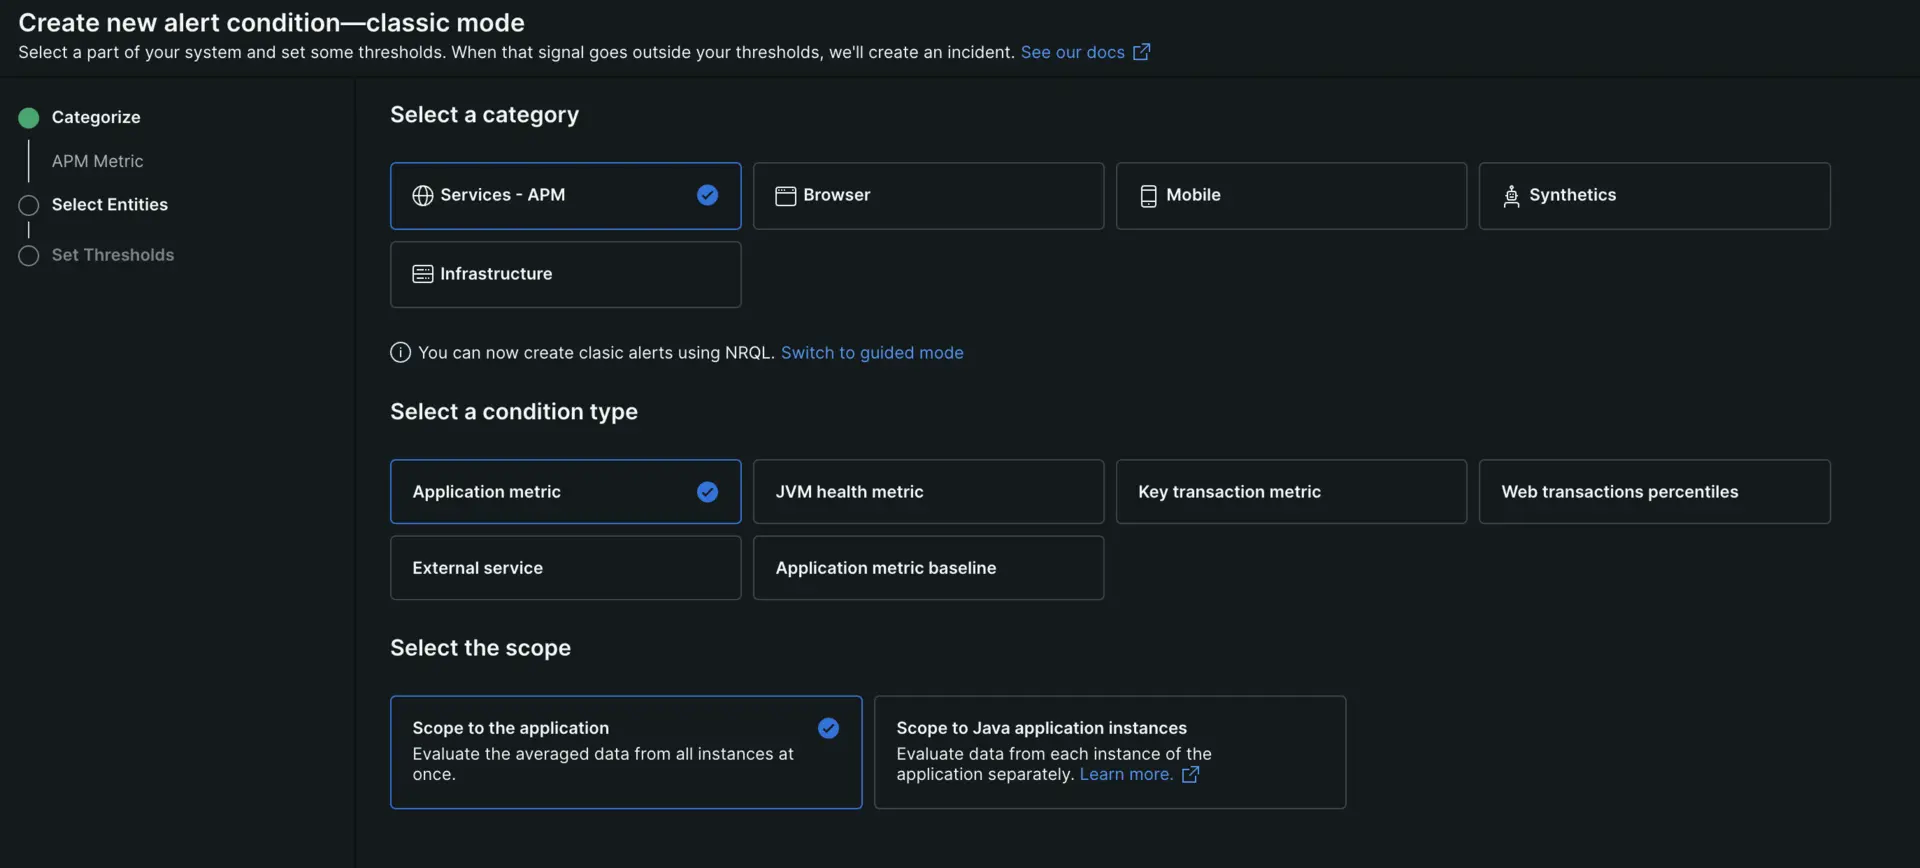 Create new alert condition—classic mode
Select a part of your system and set some thresholds. When that signal goes outside your thresholds, we'll create an incident. See our docs
Categorize
APM Metric
Select Entities
Set Thresholds
Select a category
Services - APM
Browser
Mobile
Synthetics
Infrastructure
You can now create clasic alerts using NRQL. Switch to guided mode
Select a condition type
Application metric
JVM health metric
Key transaction metric
Web transactions percentiles
External service
Application metric baseline
Select the scope
Scope to the application
Evaluate the averaged data from all instances at
once.
Scope to Java application instances
Evaluate data from each instance of the
application separately. Learn more.